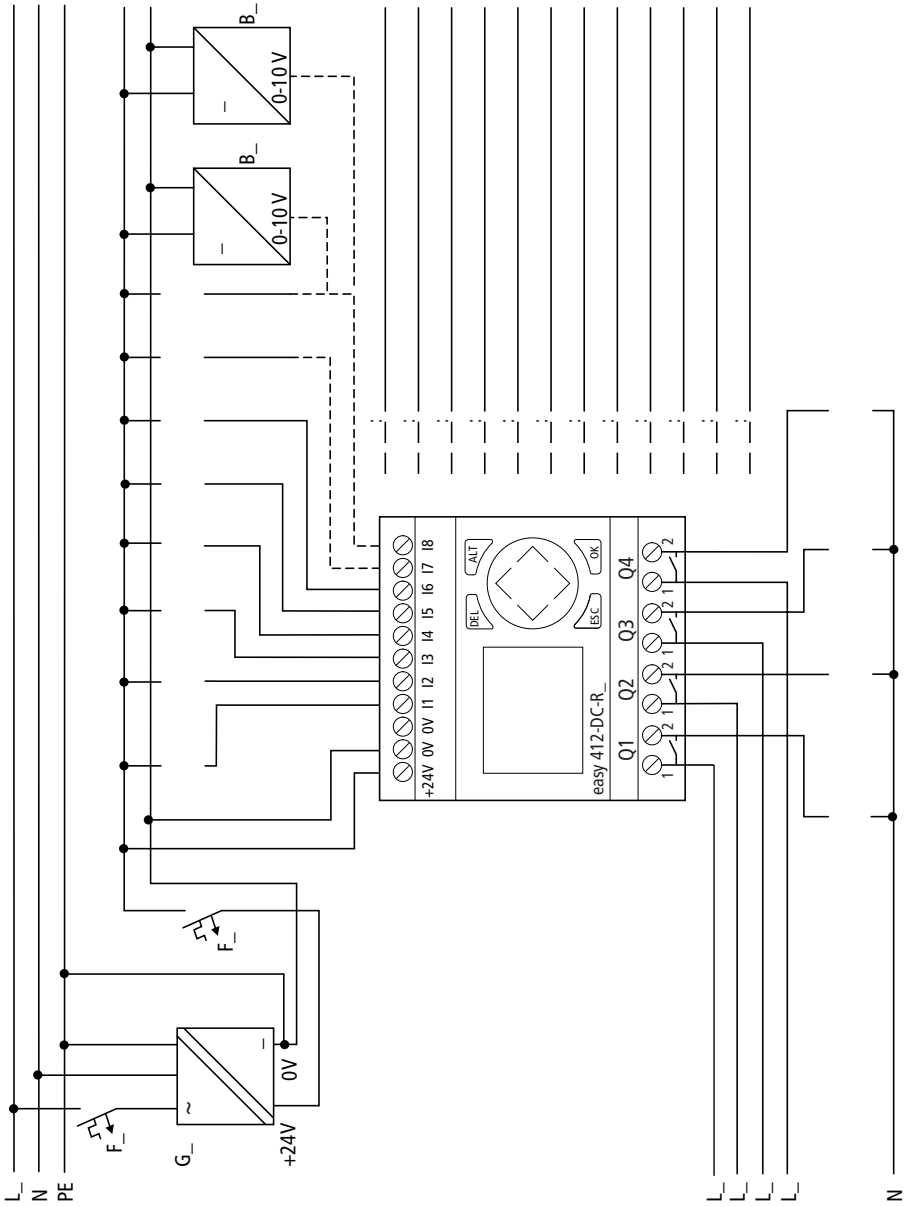 L_
N
PE
F_
G_
~
–
+24V
0V
F_
B_
–
0-10 V
B_
–
0-10 V
+24V 0V 0V I1 I2 I3 I4 I5 I6 I7 I8
DEL
ALT
ESC
OK
easy 412-DC-R_
Q1 Q2 Q3 Q4
1 2 1 2 1 2 1 2
L_
L_
L_
L_
N